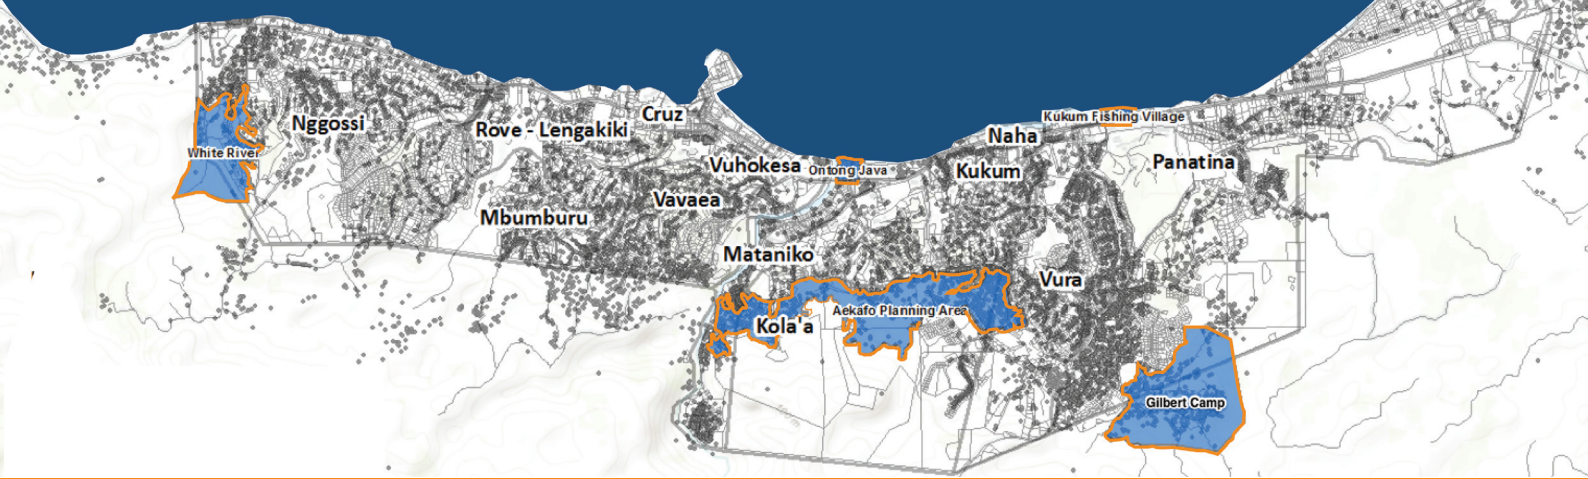 Cruz
Nggossi
Rove - Lengakiki
Kukum Fishing Village
Naha
White River
Vuhokesa
Ontong Java
Kukum
Panatina
Vavaea
Mbumburu
Mataniko
Vura
Aekafo Planning Area
Kola'a
Gilbert Camp